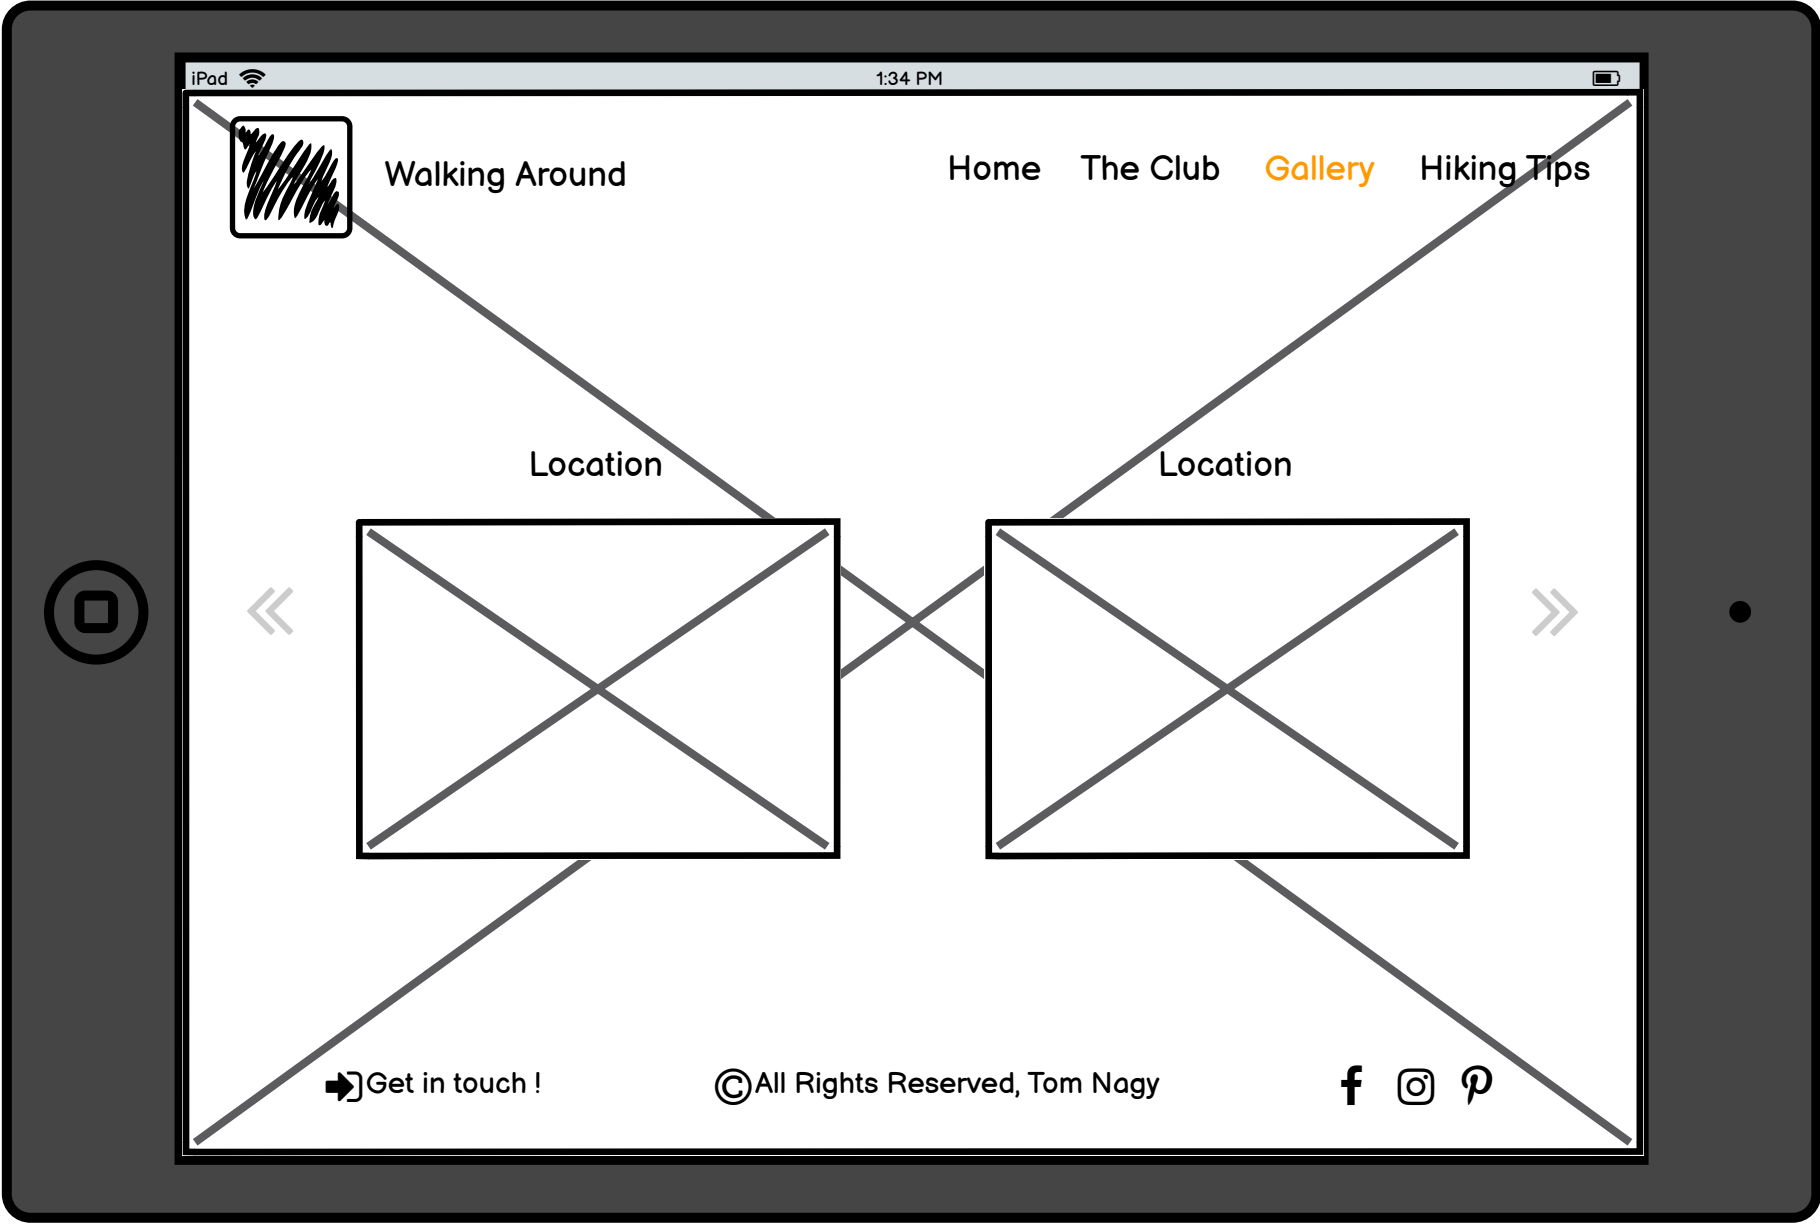 iPad 1:34 PM
Walking Around Home The Club Gallery Hiking Tips
Location Location
Get in touch ! ©All Rights Reserved, Tom Nagy